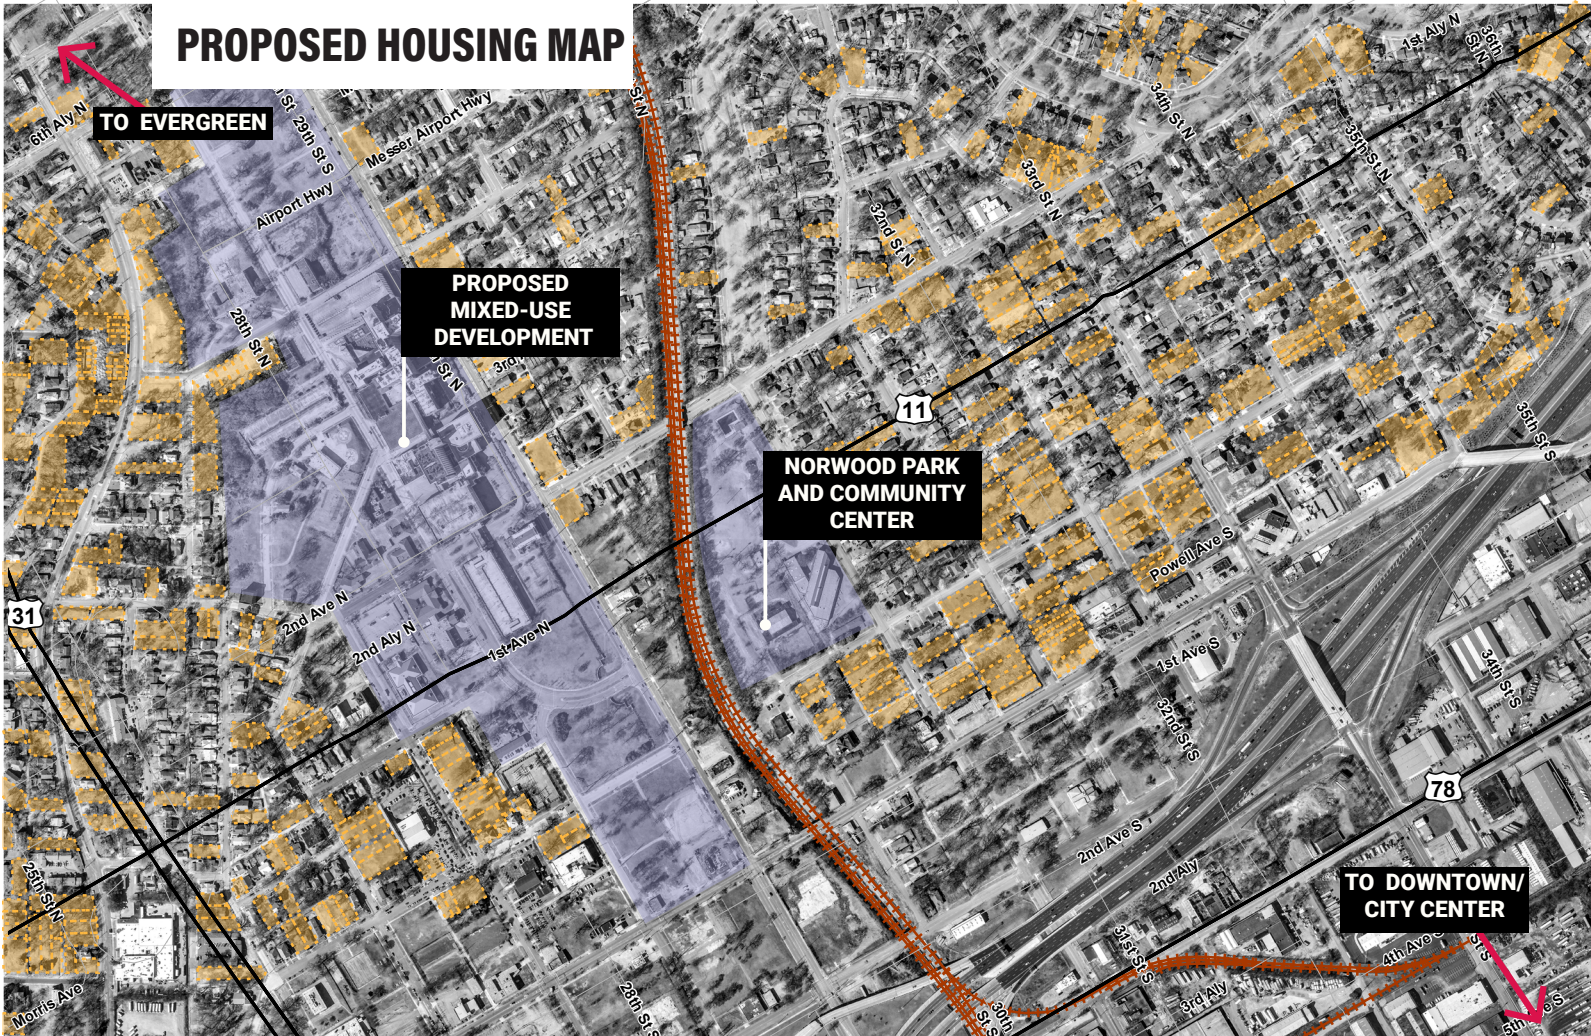 PROPOSED HOUSING MAP
TO EVERGREEN
6th Aly N
29th St S
Messer Airport Hwy
Airport Hwy
St N
1st Aly N
36th
St N
34th St N
35th St N
33rd St N
32nd St N
28th St N
PROPOSED
MIXED-USE
DEVELOPMENT
3rd
St N
11
NORWOOD PARK
AND COMMUNITY
CENTER
35th St S
Powell Ave S
31
2nd Ave N
2nd Aly N
1st Ave N
1st Ave S
34th St S
32nd St S
78
2nd Ave S
2nd Aly
25th St N
TO DOWNTOWN/
CITY CENTER
31st St S
4th Ave S
St S
3rd Aly
Morris Ave
28th St S
30th
St S
5th Ave S